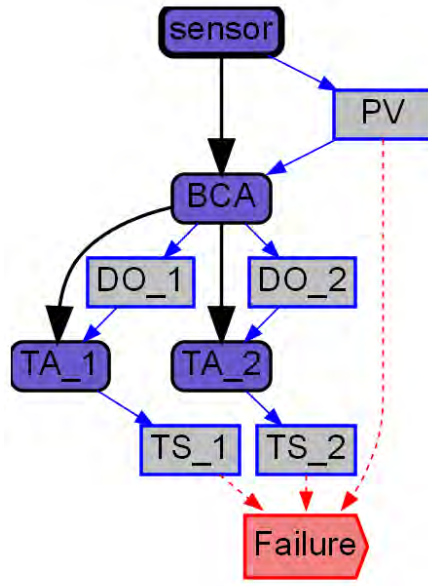 sensor
PV
BCA
DO_1
DO_2
TA_1
TA_2
TS_1
TS_2
Failure